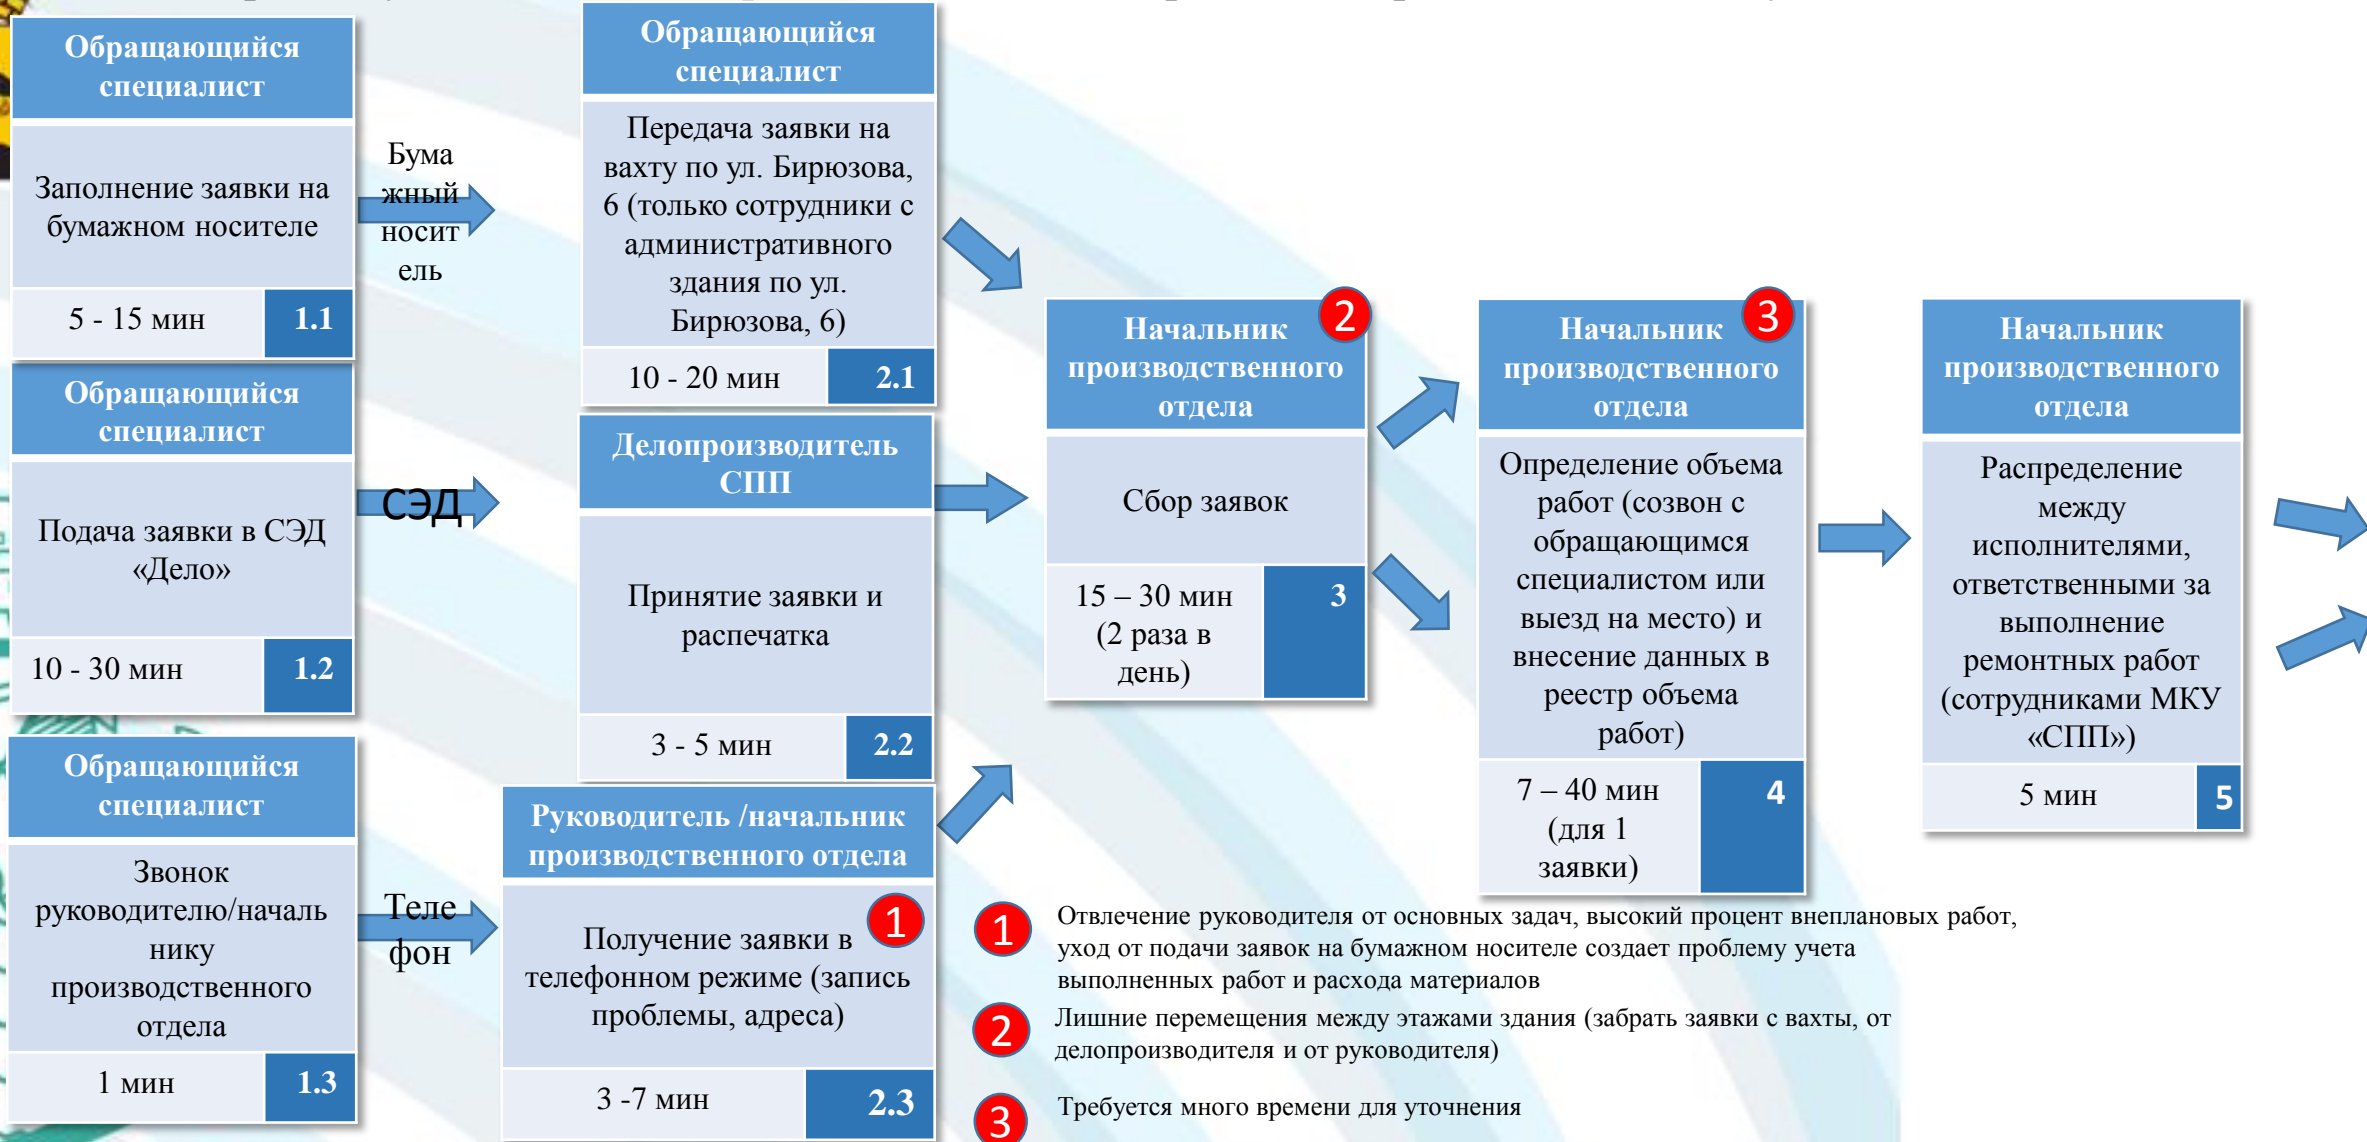 Обращающийся
специалист
Заполнение заявки на
бумажном носителе
5 - 15 мин
1.1
Бума
жный
носит
ель
Обращающийся
специалист
Передача заявки на
вахту по ул. Бирюзова,
6 (только сотрудники с
административного
здания по ул.
Бирюзова, 6)
10 - 20 мин
2.1
Обращающийся
специалист
Подача заявки в СЭД
«Дело»
10 - 30 мин
1.2
СЭД
Делопроизводитель
СПП
Принятие заявки и
распечатка
3 - 5 мин
2.2
Обращающийся
специалист
Звонок
руководителю/началь
нику
производственного
отдела
1 мин
1.3
Теле
фон
Руководитель /начальник
производственного отдела
1
Получение заявки в
телефонном режиме (запись
проблемы, адреса)
3 -7 мин
2.3
2
Начальник
производственного
отдела
Сбор заявок
15 – 30 мин
(2 раза в
день)
3
3
Начальник
производственного
отдела
Определение объема
работ (созвон с
обращающимся
специалистом или
выезд на место) и
внесение данных в
реестр объема
работ)
7 – 40 мин
(для 1
заявки)
4
Начальник
производственного
отдела
Распределение
между
исполнителями,
ответственными за
выполнение
ремонтных работ
(сотрудниками МКУ
«СПП»)
5 мин
5
1
Отвлечение руководителя от основных задач, высокий процент внеплановых работ,
уход от подачи заявок на бумажном носителе создает проблему учета
выполненных работ и расхода материалов
2
Лишние перемещения между этажами здания (забрать заявки с вахты, от
делопроизводителя и от руководителя)
3
Требуется много времени для уточнения